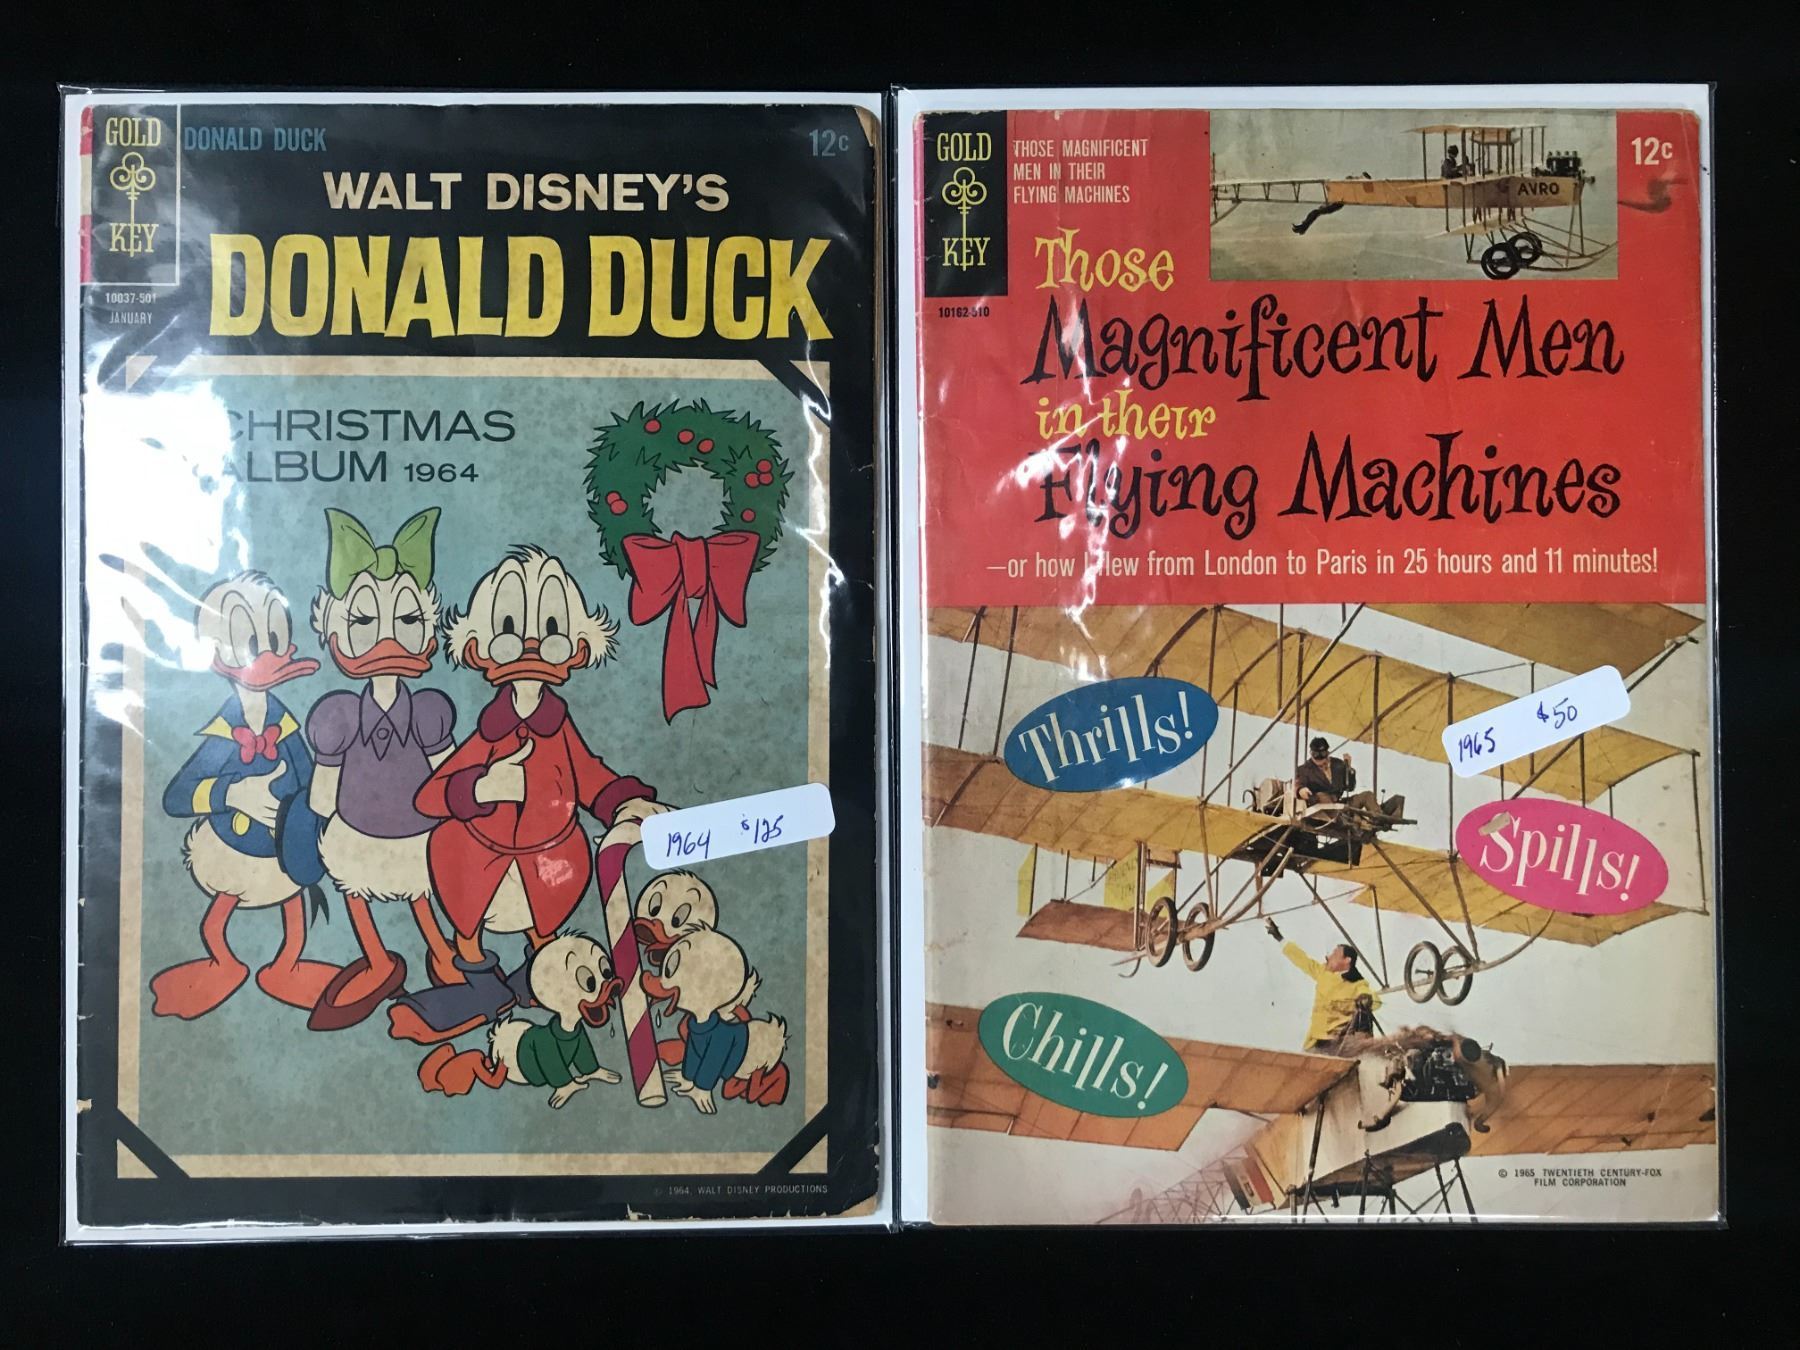 GOLD
KEY
10037-501
JANUARY
DONALD DUCK
12c
WALT DISNEY'S
DONALD DUCK
CHRISTMAS
ALBUM 1964
1964 $125
© 1964, WALT DISNEY PRODUCTIONS
GOLD
KEY
10162-510
THOSE MAGNIFICENT
MEN IN THEIR
FLYING MACHINES
AVRO
12c
Those
Magnificent Men
in their
Flying Machines
—or how I flew from London to Paris in 25 hours and 11 minutes!
Thrills!
1965 $50
Spills!
Chills!
© 1965 TWENTIETH CENTURY-FOX
FILM CORPORATION